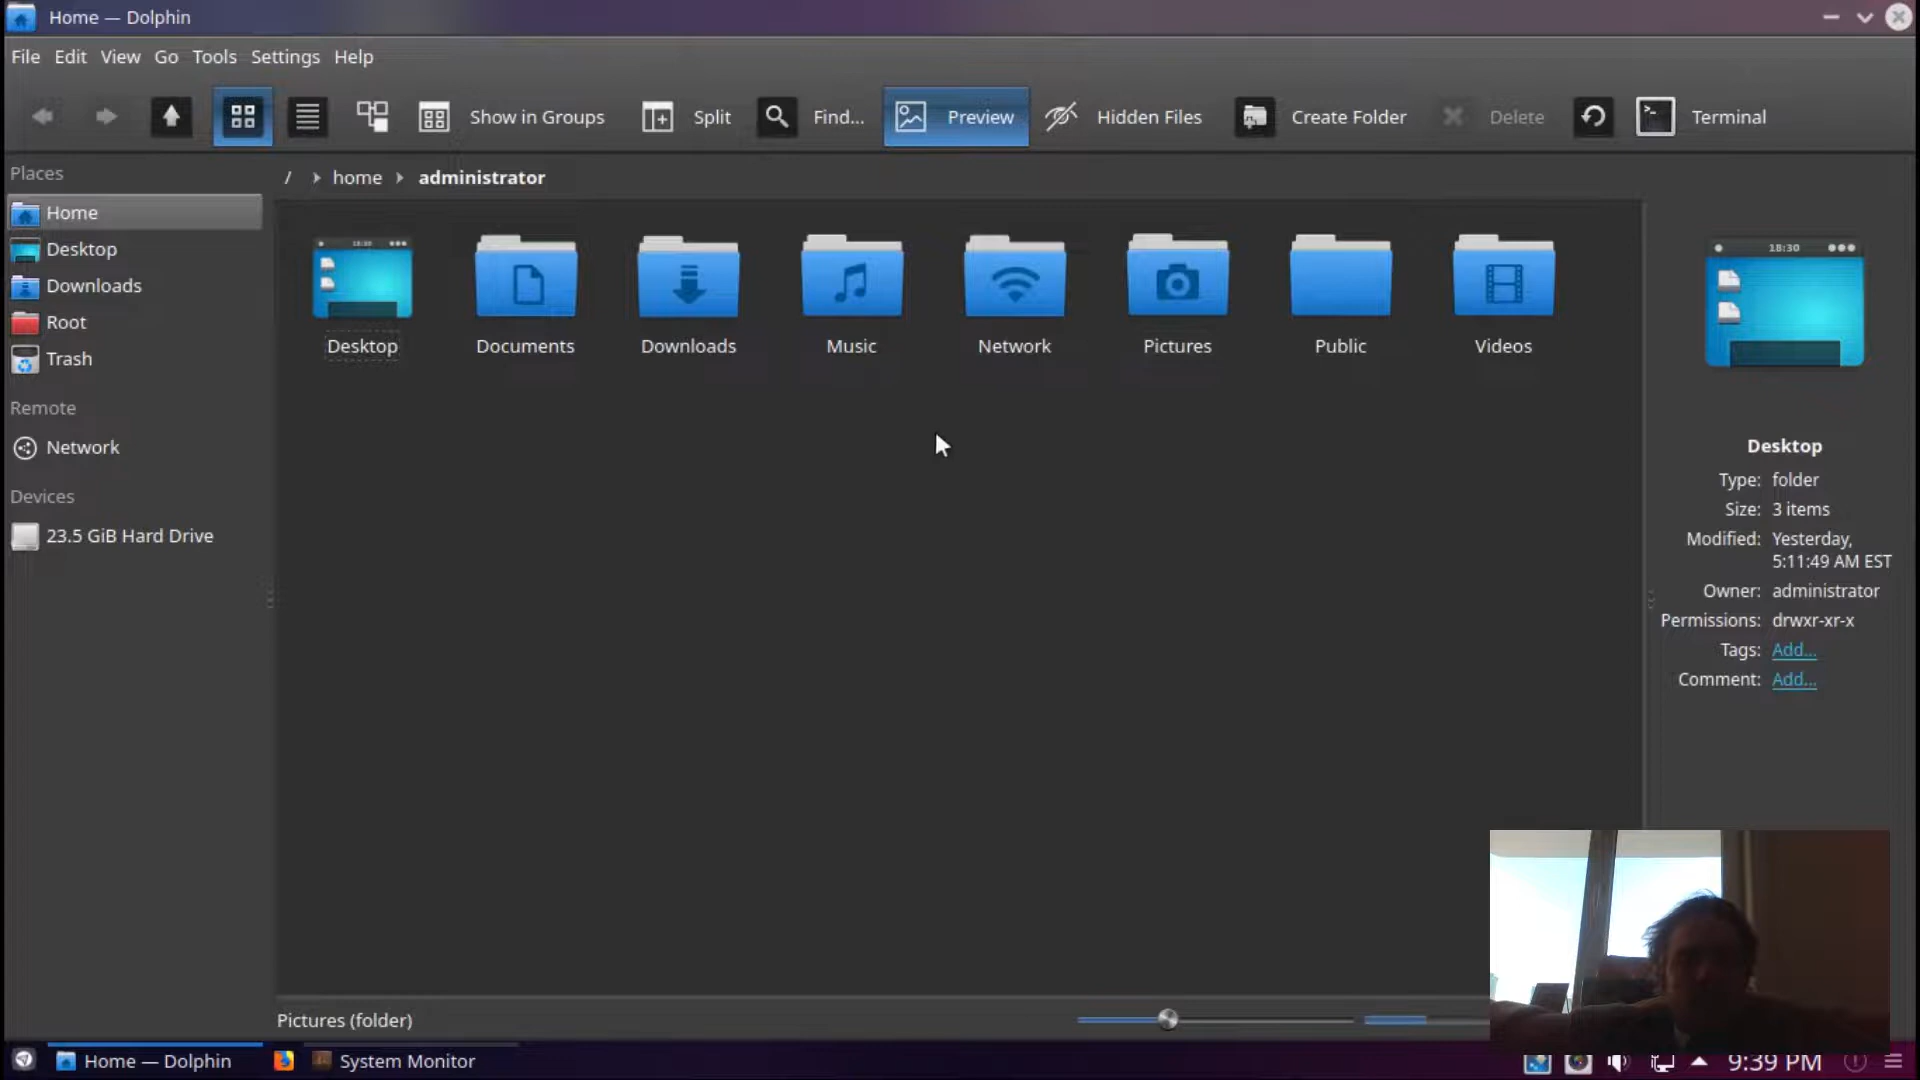 Home — Dolphin
File Edit View Go Tools Settings Help
Show in Groups Split Find... Preview Hidden Files Create Folder Delete Terminal
Places
/ home administrator
Home
Desktop
Downloads
Root
Trash
Remote
Network
Devices
23.5 GiB Hard Drive
18:30
Desktop Documents Downloads Music Network Pictures Public Videos
18:30
Desktop
Type: folder
Size: 3 items
Modified: Yesterday,
5:11:49 AM EST
Owner: administrator
Permissions: drwxr-xr-x
Tags: Add...
Comment: Add...
Pictures (folder)
Home — Dolphin System Monitor 9:39 PM